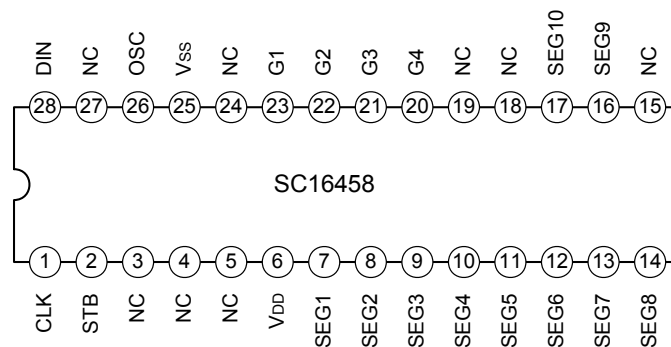 DIN NC OSC VSS NC G1 G2 G3 G4 NC NC SEG10 SEG9 NC
28 27 26 25 24 23 22 21 20 19 18 17 16 15
SC16458
1 2 3 4 5 6 7 8 9 10 11 12 13 14
CLK STB NC NC NC VDD SEG1 SEG2 SEG3 SEG4 SEG5 SEG6 SEG7 SEG8